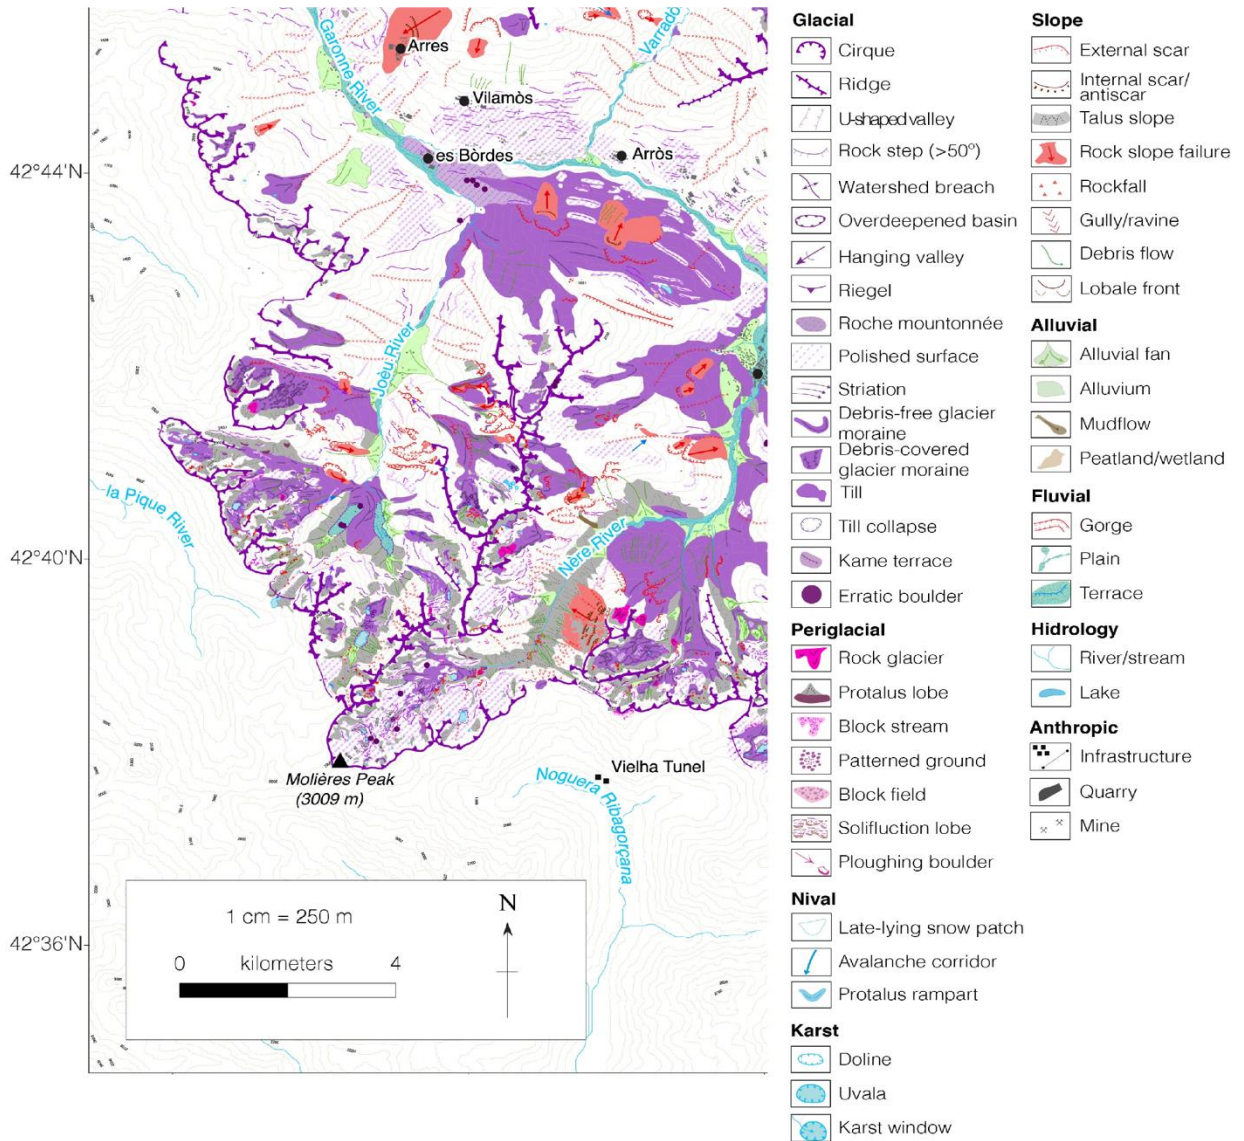 Garonne River
Arres
Varrado
Vilamòs
es Bòrdes
Arròs
42°44'N
Joèu River
la Pique River
42°40'N
Nère River
Molières Peak
(3009 m)
Vielha Tunel
Noguera Ribagorçana
42°36'N
1 cm = 250 m
N
0 kilometers 4
Glacial
Cirque
Ridge
U-shaped valley
Rock step (>50°)
Watershed breach
Overdeepened basin
Hanging valley
Riegel
Roche mountonnée
Polished surface
Striation
Debris-free glacier
moraine
Debris-covered
glacier moraine
Till
Till collapse
Kame terrace
Erratic boulder
Periglacial
Rock glacier
Protalus lobe
Block stream
Patterned ground
Block field
Solifluction lobe
Ploughing boulder
Nival
Late-lying snow patch
Avalanche corridor
Protalus rampart
Karst
Doline
Uvala
Karst window
Slope
External scar
Internal scar/
antiscar
Talus slope
Rock slope failure
Rockfall
Gully/ravine
Debris flow
Lobale front
Alluvial
Alluvial fan
Alluvium
Mudflow
Peatland/wetland
Fluvial
Gorge
Plain
Terrace
Hidrology
River/stream
Lake
Anthropic
Infrastructure
Quarry
Mine